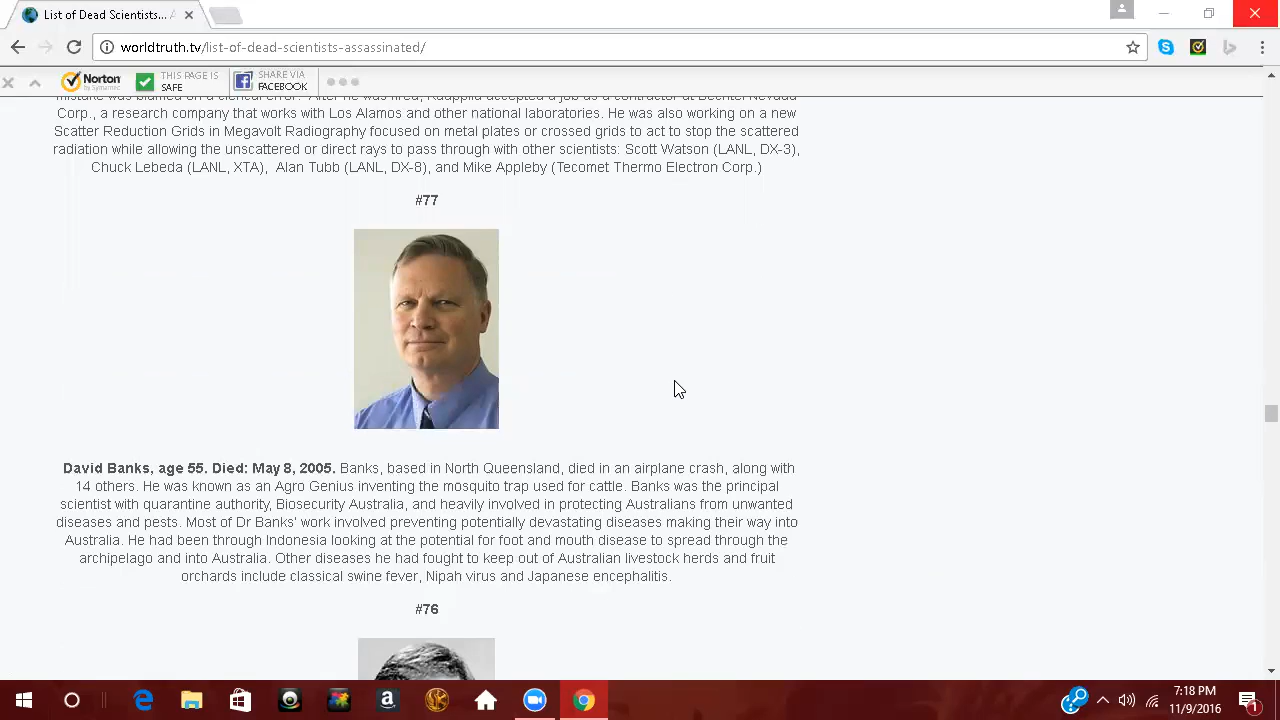 List of Dead Scientists...
worldtruth.tv/list-of-dead-scientists-assassinated/
Norton
by Symantec
THIS PAGE IS
SAFE
SHARE VIA
FACEBOOK
Corp., a research company that works with Los Alamos and other national laboratories. He was also working on a new
Scatter Reduction Grids in Megavolt Radiography focused on metal plates or crossed grids to act to stop the scattered
radiation while allowing the unscattered or direct rays to pass through with other scientists: Scott Watson (LANL, DX-3),
Chuck Lebeda (LANL, XTA), Alan Tubb (LANL, DX-8), and Mike Appleby (Tecomet Thermo Electron Corp.)
#77
David Banks, age 55. Died: May 8, 2005. Banks, based in North Queensland, died in an airplane crash, along with
14 others. He was known as an Agro Genius inventing the mosquito trap used for cattle. Banks was the principal
scientist with quarantine authority, Biosecurity Australia, and heavily involved in protecting Australians from unwanted
diseases and pests. Most of Dr Banks' work involved preventing potentially devastating diseases making their way into
Australia. He had been through Indonesia looking at the potential for foot and mouth disease to spread through the
archipelago and into Australia. Other diseases he had fought to keep out of Australian livestock herds and fruit
orchards include classical swine fever, Nipah virus and Japanese encephalitis.
#76
7:18 PM
11/9/2016
1